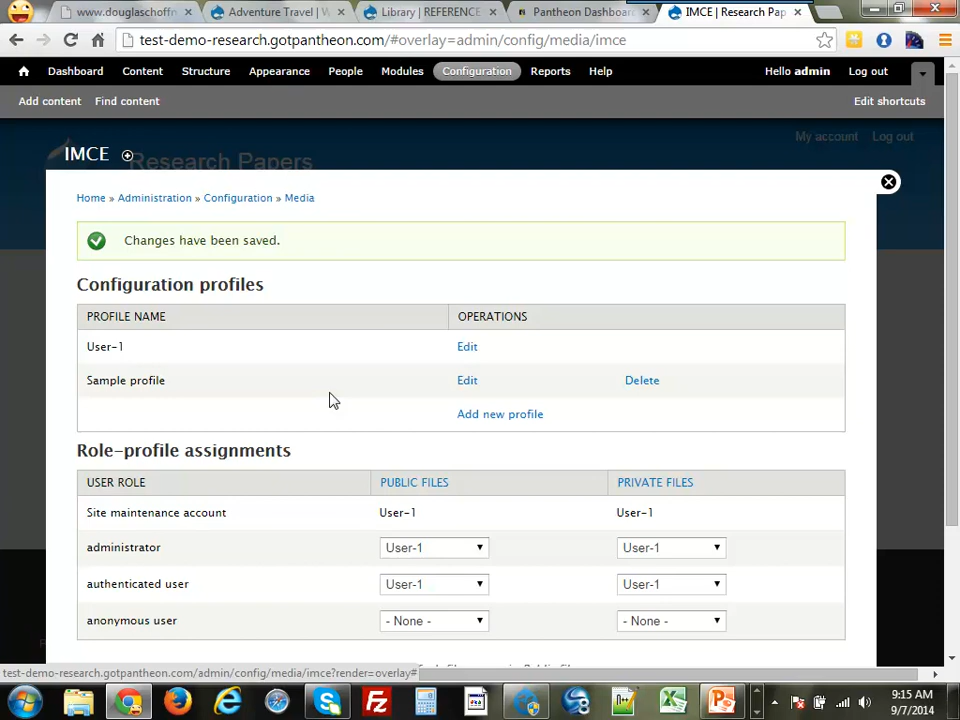 www.douglaschoffn
Adventure Travel | W
Library | REFERENCE
Pantheon Dashboard
IMCE | Research Pap
test-demo-research.gotpantheon.com/#overlay=admin/config/media/imce
Dashboard Content Structure Appearance People Modules Configuration Reports Help Hello admin Log out
Add content Find content Edit shortcuts
My account Log out
IMCE
Research Papers
Home » Administration » Configuration » Media
Changes have been saved.
Configuration profiles
PROFILE NAME OPERATIONS
User-1 Edit
Sample profile Edit Delete
Add new profile
Role-profile assignments
USER ROLE PUBLIC FILES PRIVATE FILES
Site maintenance account User-1 User-1
administrator User-1 User-1
authenticated user User-1 User-1
anonymous user - None - - None -
test-demo-research.gotpantheon.com/admin/config/media/imce?render=overlay#
9:15 AM
9/7/2014